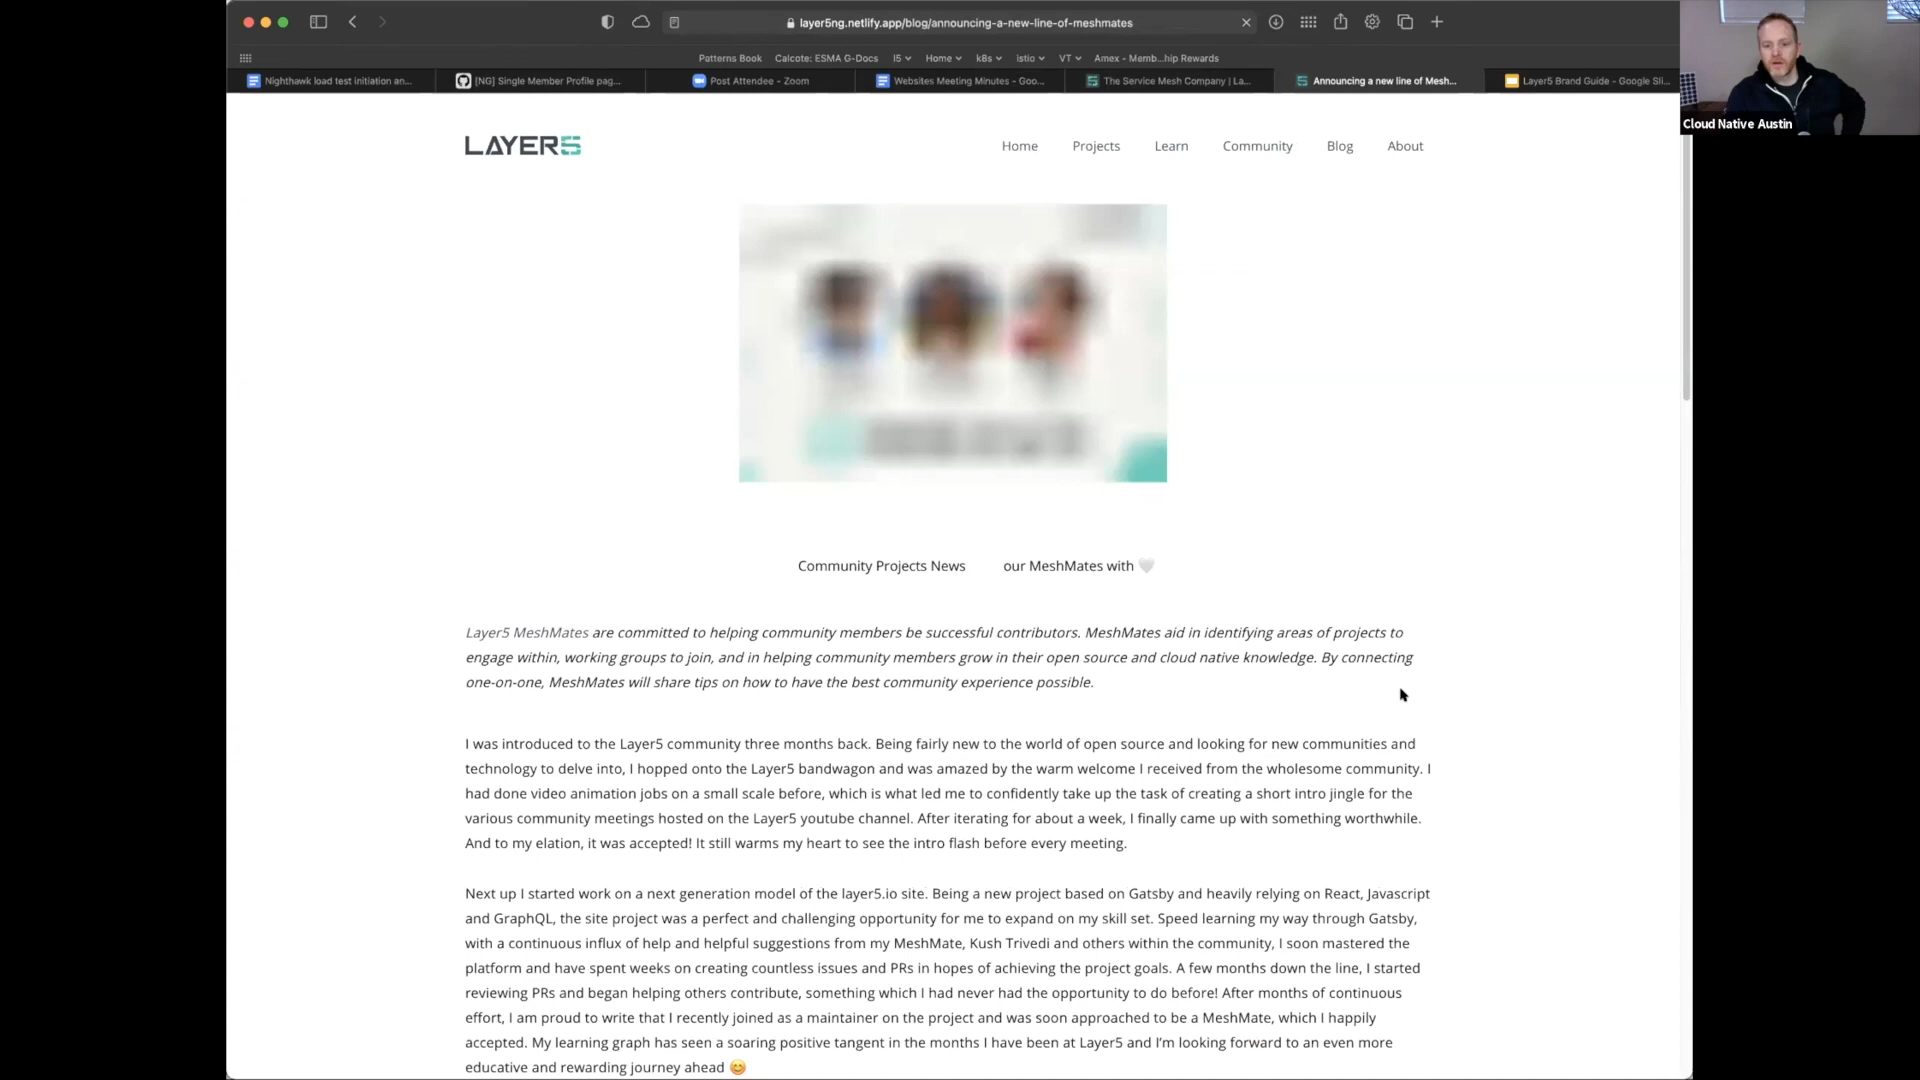 layer5ng.netlify.app/blog/announcing-a-new-line-of-meshmates
Patterns Book Calcote: ESMA G-Docs l5 Home k8s istio VT Amex - Memb...hip Rewards
Nighthawk load test initiation an... [NG] Single Member Profile pag... Post Attendee - Zoom Websites Meeting Minutes - Goo... The Service Mesh Company | La... Announcing a new line of Mesh... Layer5 Brand Guide - Google Sli...
Cloud Native Austin
LAYER5 Home Projects Learn Community Blog About
Community Projects News our MeshMates with 🤍
Layer5 MeshMates are committed to helping community members be successful contributors. MeshMates aid in identifying areas of projects to
engage within, working groups to join, and in helping community members grow in their open source and cloud native knowledge. By connecting
one-on-one, MeshMates will share tips on how to have the best community experience possible.
I was introduced to the Layer5 community three months back. Being fairly new to the world of open source and looking for new communities and
technology to delve into, I hopped onto the Layer5 bandwagon and was amazed by the warm welcome I received from the wholesome community. I
had done video animation jobs on a small scale before, which is what led me to confidently take up the task of creating a short intro jingle for the
various community meetings hosted on the Layer5 youtube channel. After iterating for about a week, I finally came up with something worthwhile.
And to my elation, it was accepted! It still warms my heart to see the intro flash before every meeting.
Next up I started work on a next generation model of the layer5.io site. Being a new project based on Gatsby and heavily relying on React, Javascript
and GraphQL, the site project was a perfect and challenging opportunity for me to expand on my skill set. Speed learning my way through Gatsby,
with a continuous influx of help and helpful suggestions from my MeshMate, Kush Trivedi and others within the community, I soon mastered the
platform and have spent weeks on creating countless issues and PRs in hopes of achieving the project goals. A few months down the line, I started
reviewing PRs and began helping others contribute, something which I had never had the opportunity to do before! After months of continuous
effort, I am proud to write that I recently joined as a maintainer on the project and was soon approached to be a MeshMate, which I happily
accepted. My learning graph has seen a soaring positive tangent in the months I have been at Layer5 and I'm looking forward to an even more
educative and rewarding journey ahead 😊